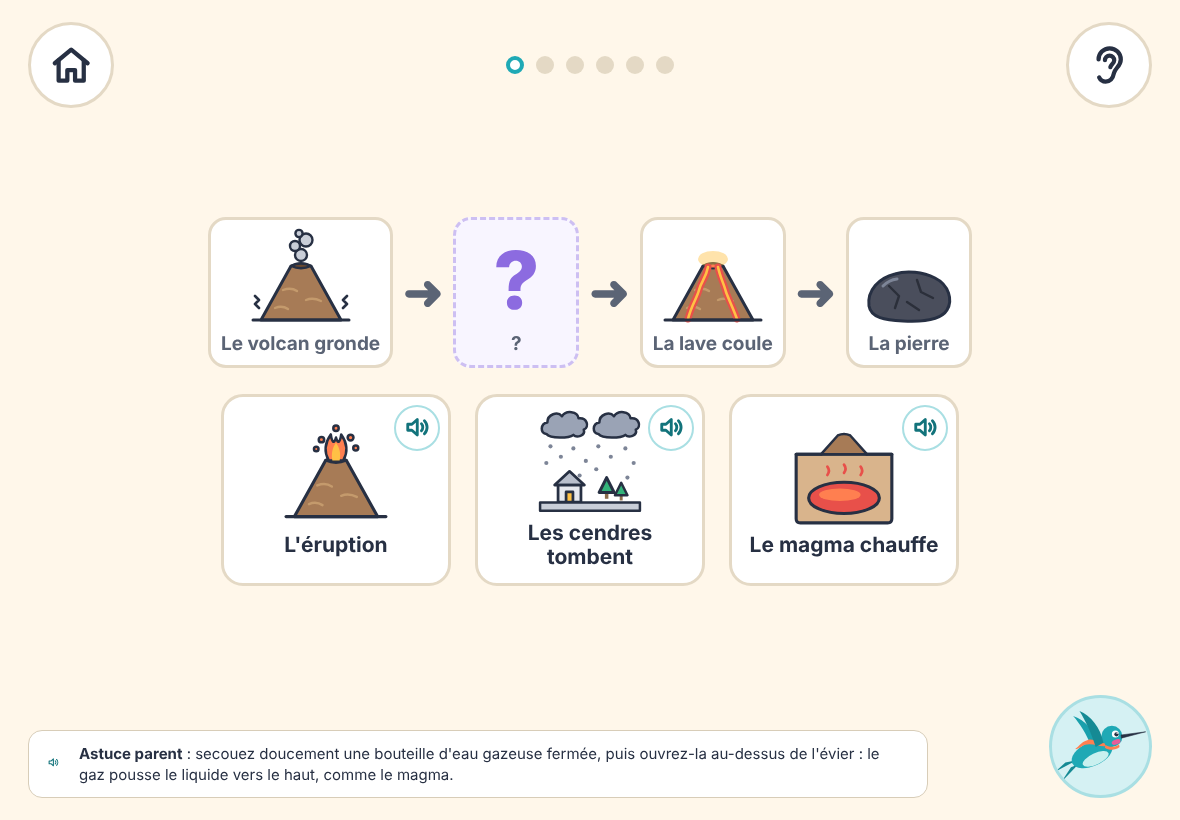 Le volcan gronde
?
?
La lave coule
La pierre
L'éruption
Les cendres
tombent
Le magma chauffe
Astuce parent : secouez doucement une bouteille d'eau gazeuse fermée, puis ouvrez-la au-dessus de l'évier : le
gaz pousse le liquide vers le haut, comme le magma.